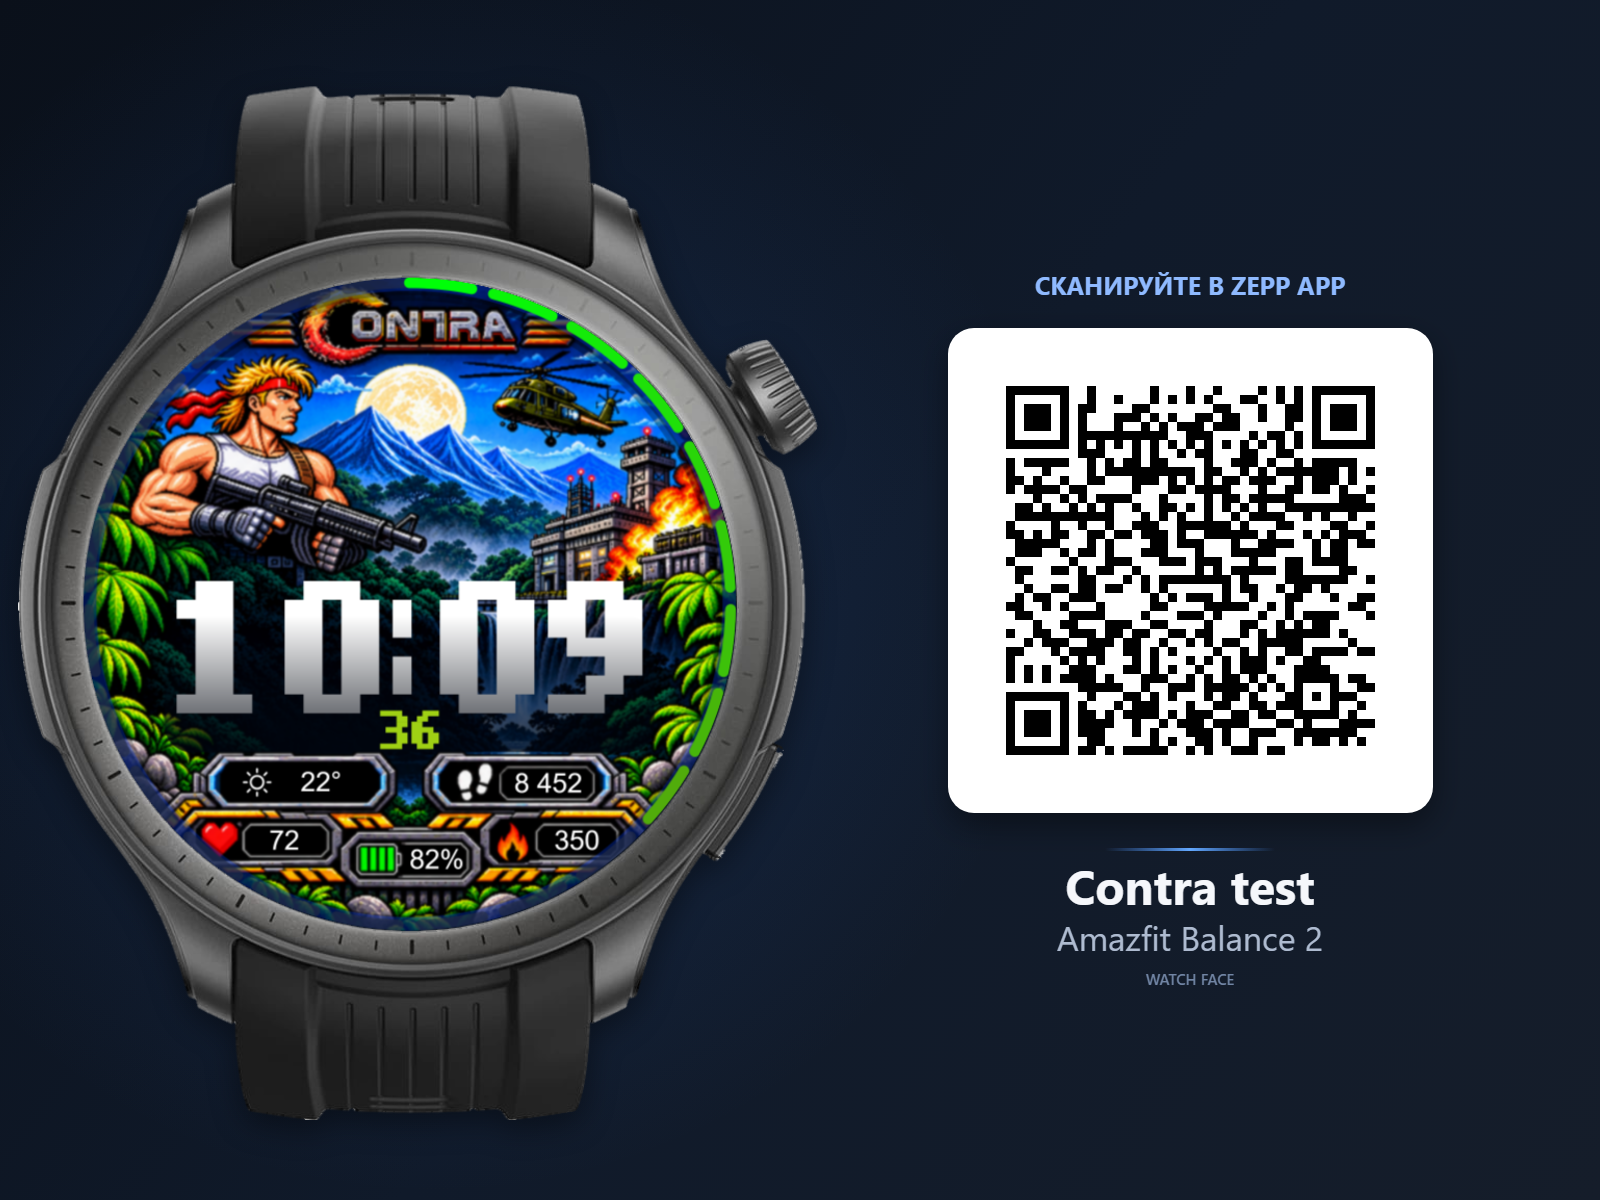 CONTRA
10:09
36
22°
8 452
72
82%
350
СКАНИРУЙТЕ В ZEPP APP
Contra test
Amazfit Balance 2
WATCH FACE